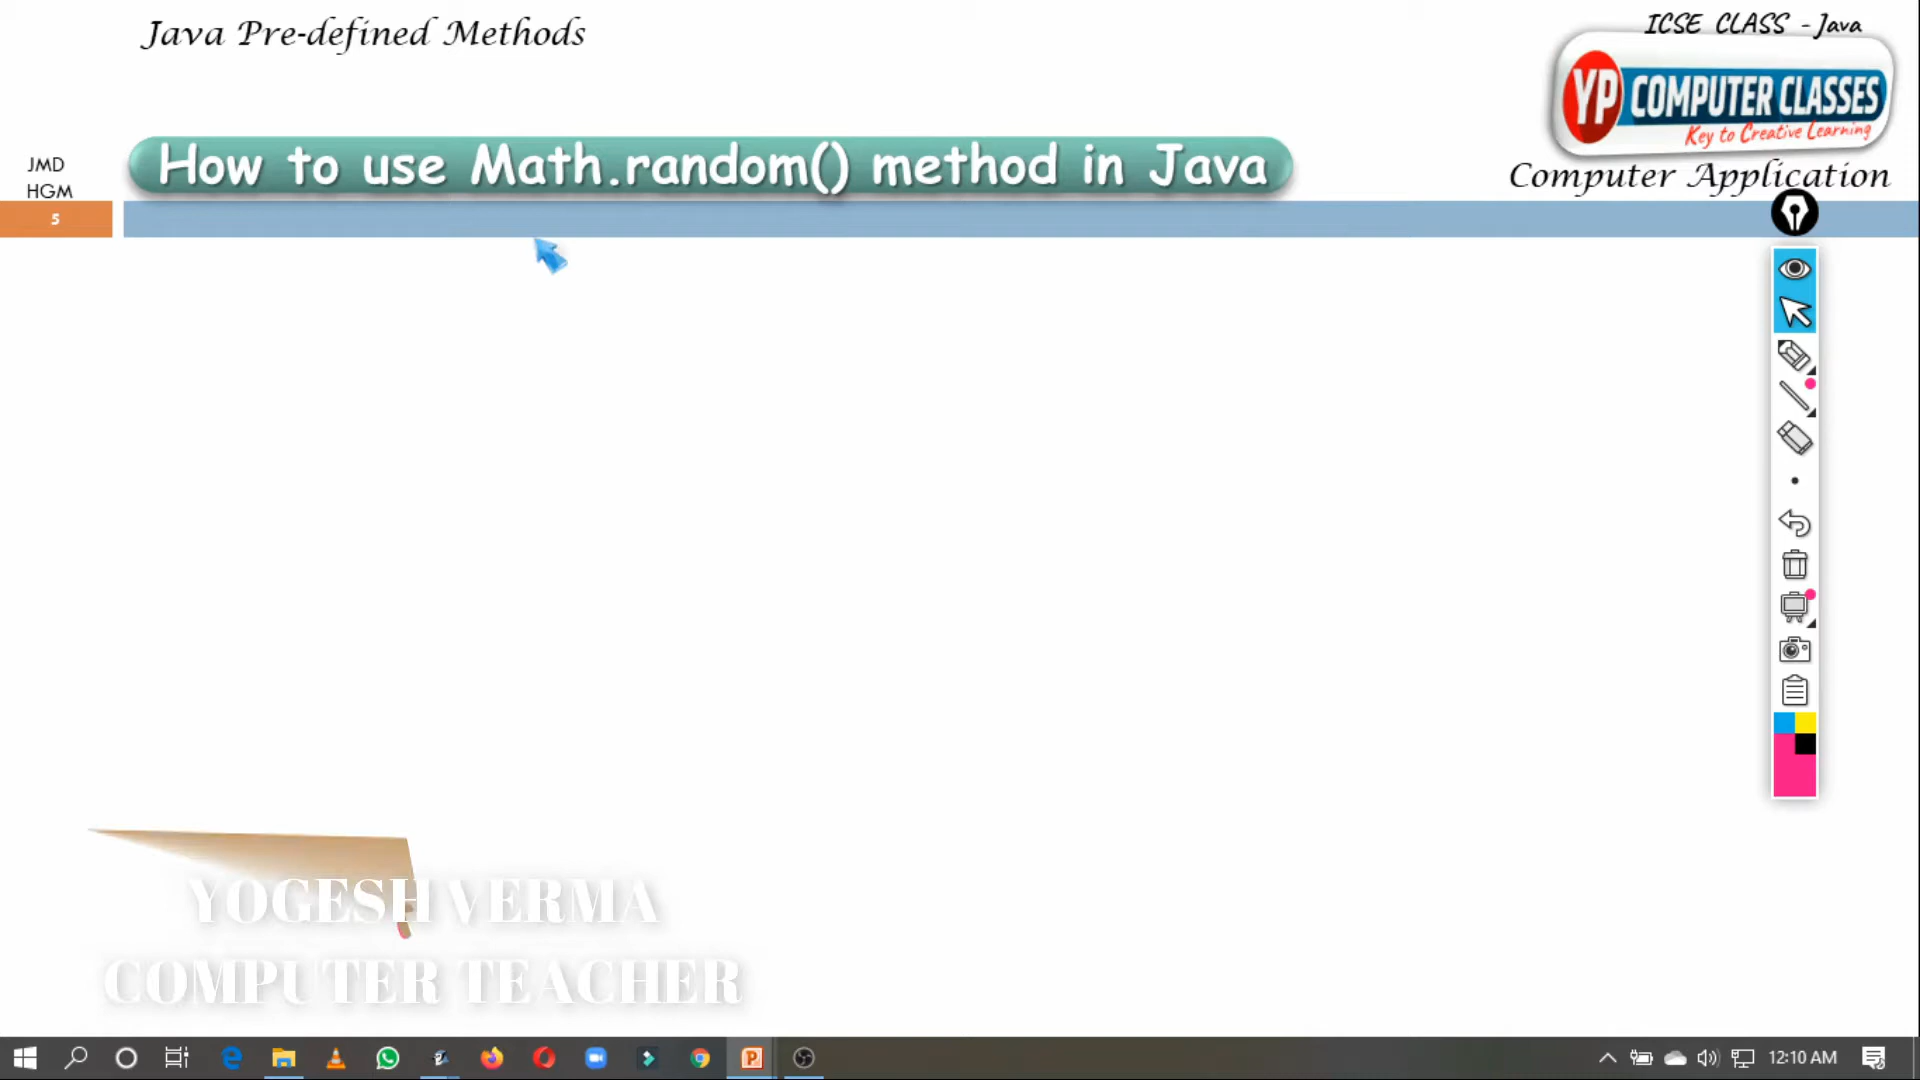 Java Pre-defined Methods
ICSE CLASS - Java
YP COMPUTER CLASSES
Key to Creative Learning
Computer Application
JMD
HGM
How to use Math.random() method in Java
5
YOGESH VERMA
COMPUTER TEACHER
12:10 AM